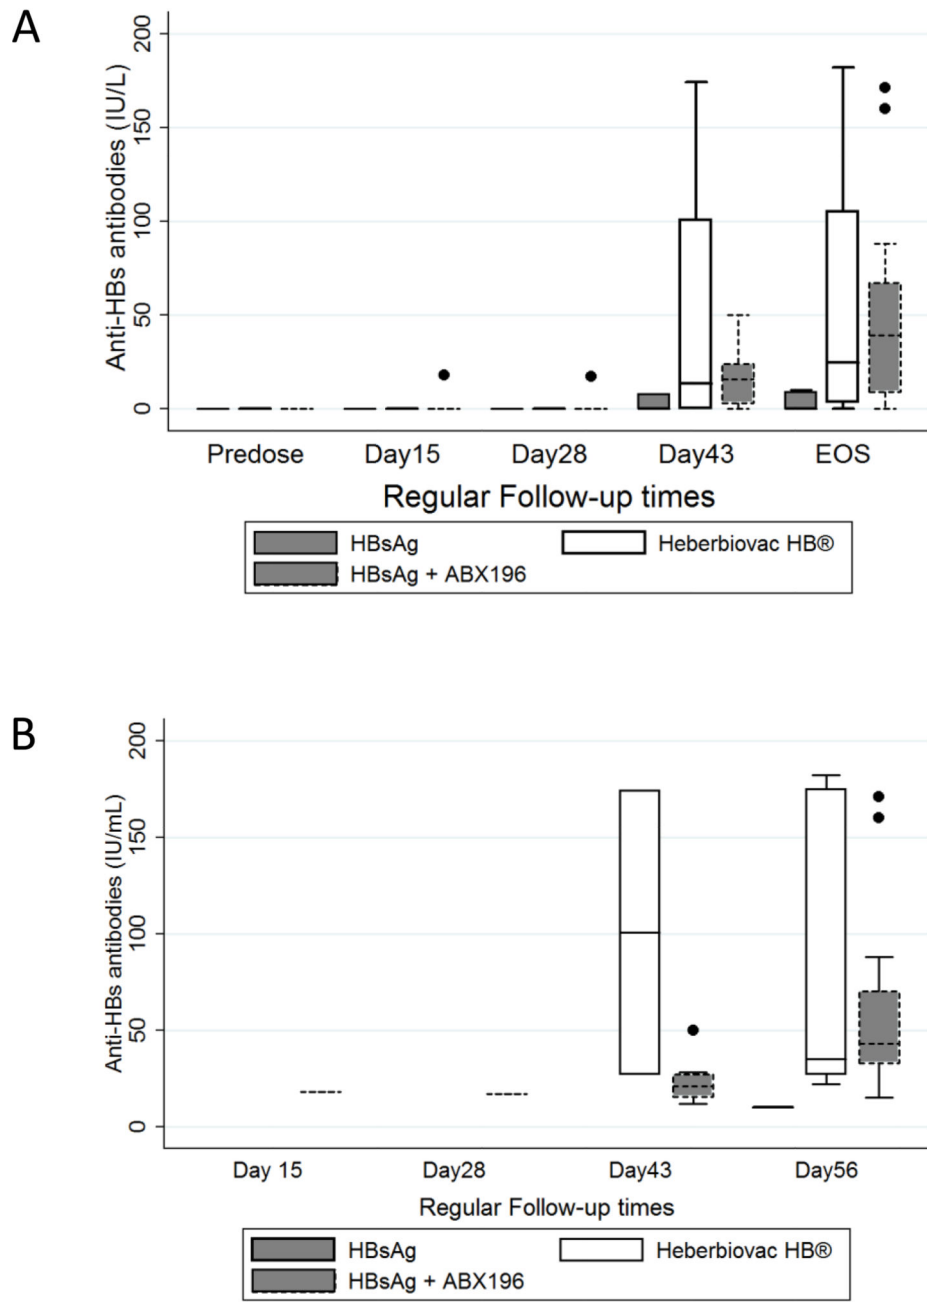 A
Anti-HBs antibodies (IU/L)
200
150
100
50
0
Predose Day15 Day28 Day43 EOS
Regular Follow-up times
HBsAg Heberbiovac HB®
HBsAg + ABX196
B
Anti-HBs antibodies (IU/mL)
200
150
100
50
0
Day 15 Day28 Day43 Day56
Regular Follow-up times
HBsAg Heberbiovac HB®
HBsAg + ABX196